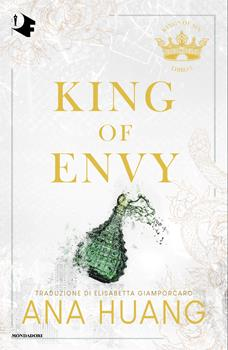 KING
OF
ENVY
TRADUZIONE DI ELISABETTA GIAMPORCARO
ANA HUANG
MONDADORI